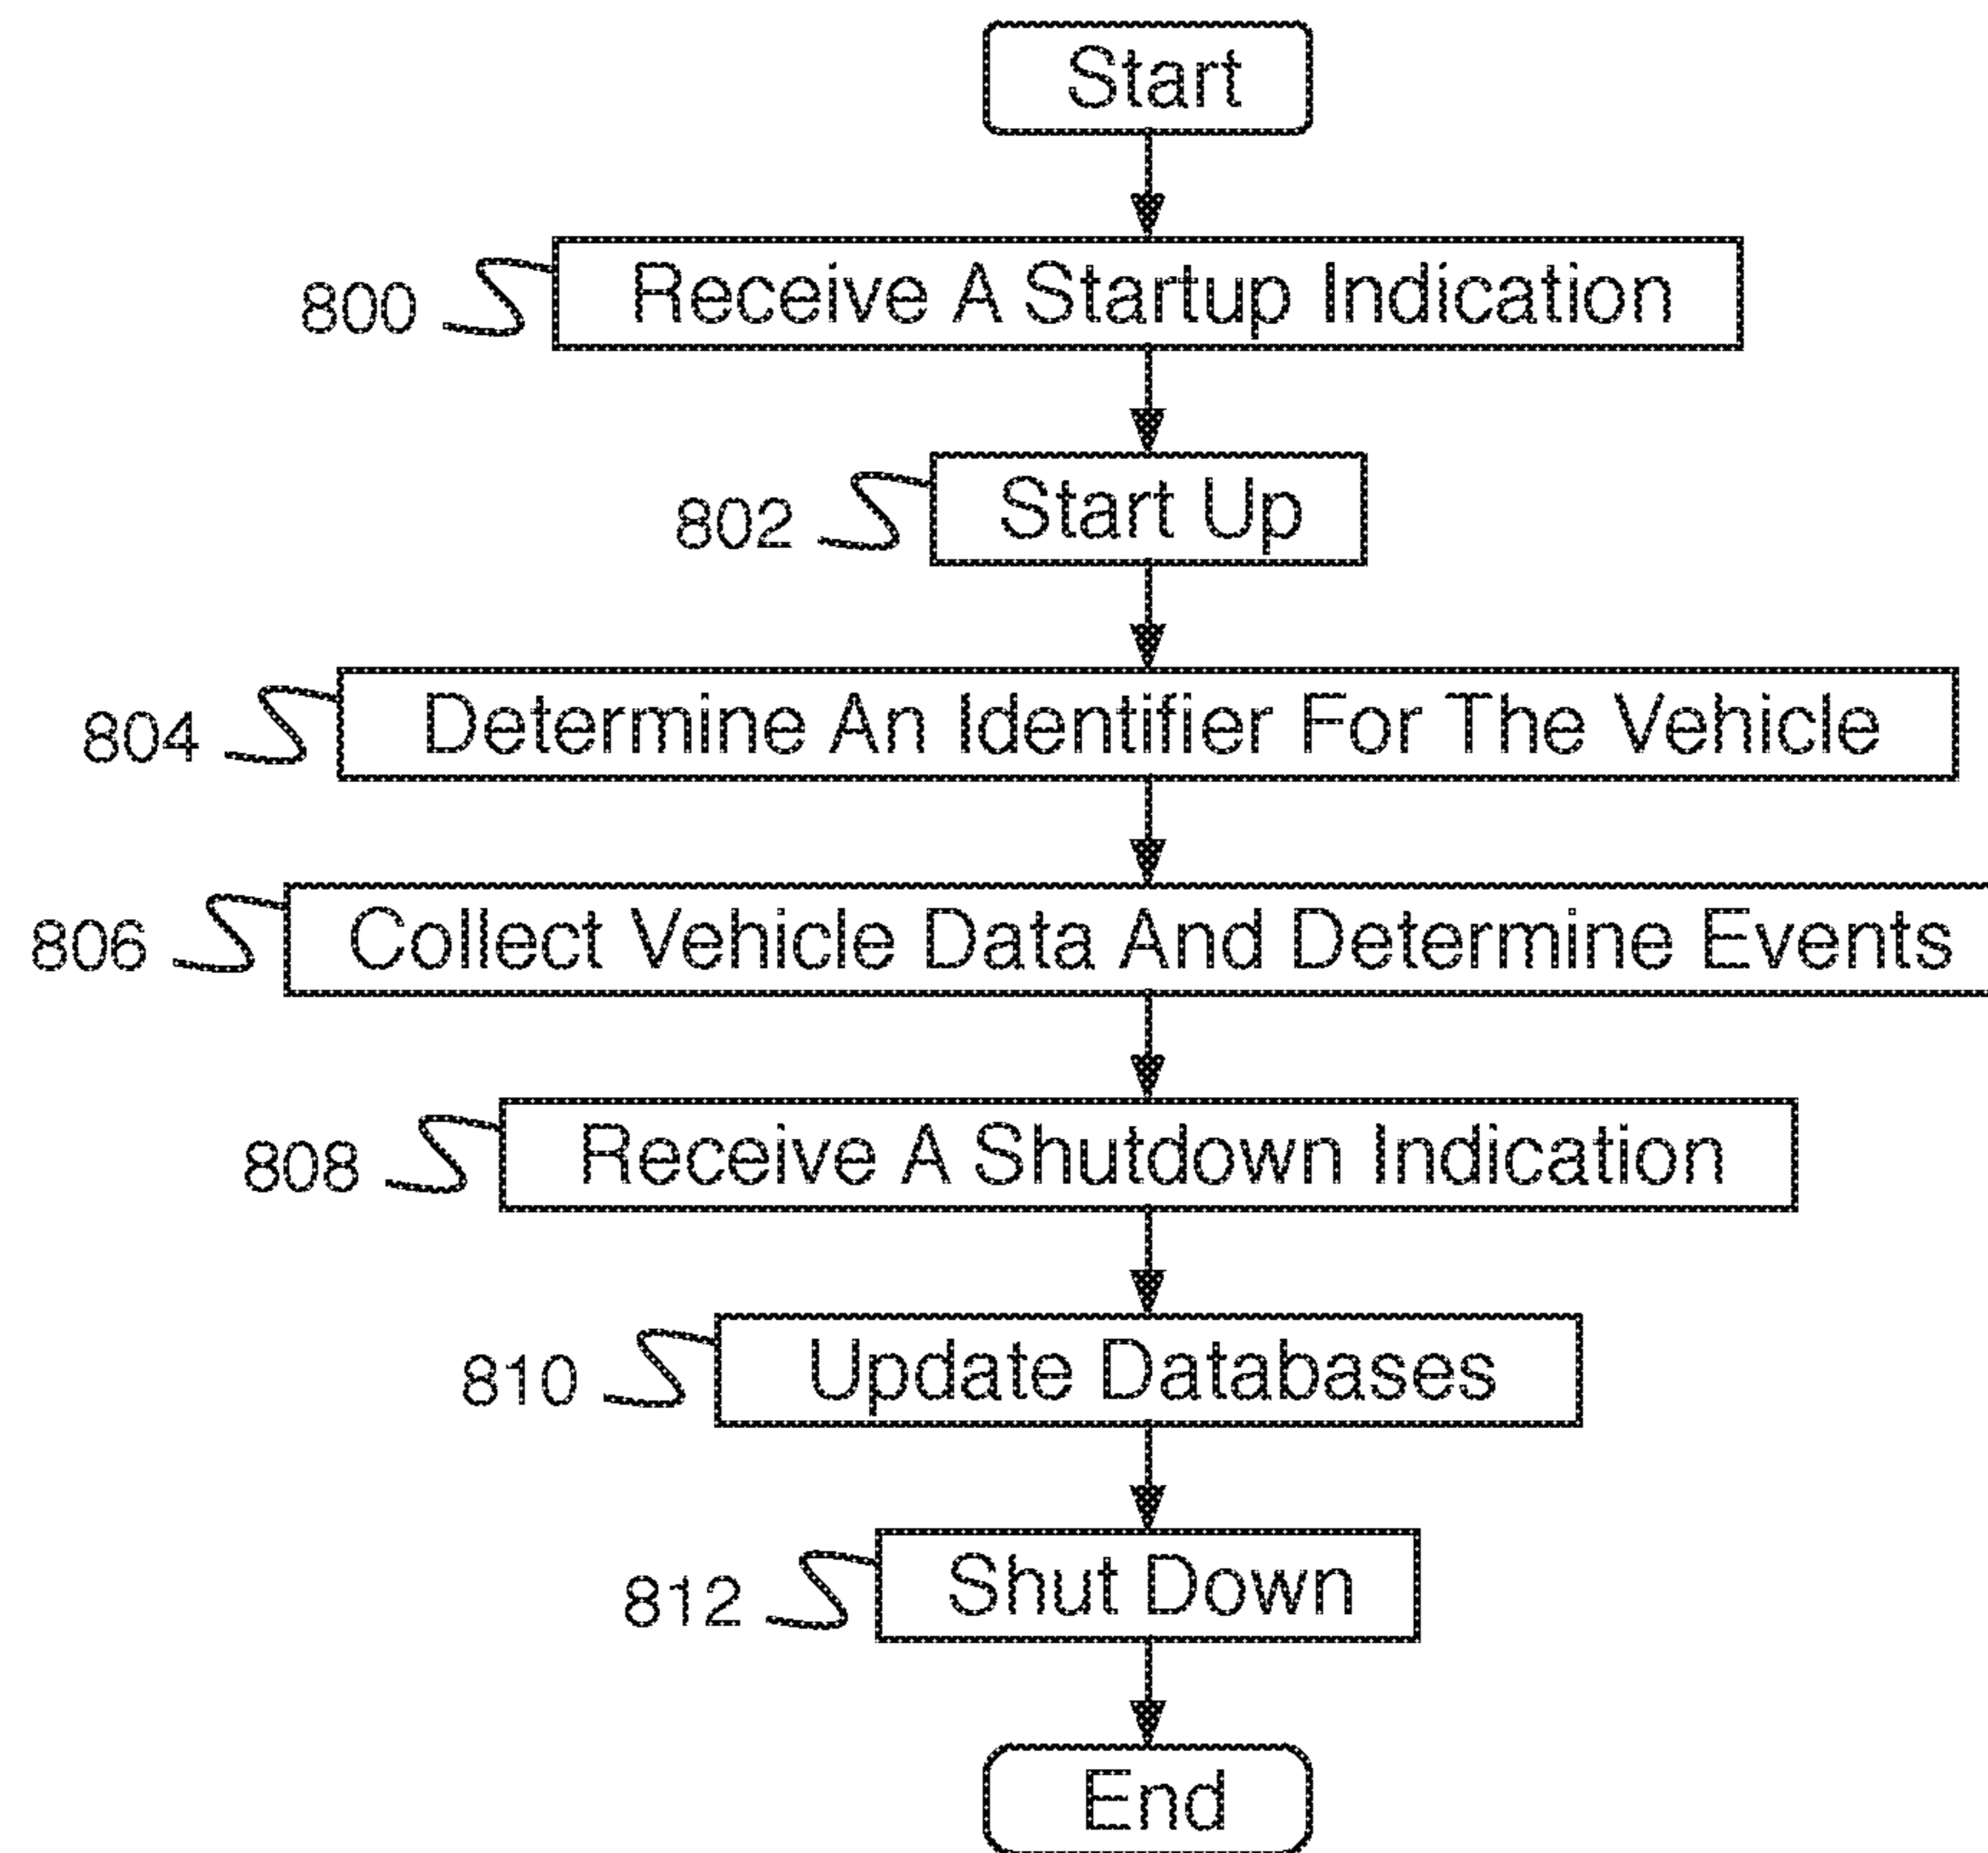 Start
800 Receive A Startup Indication
802 Start Up
804 Determine An Identifier For The Vehicle
806 Collect Vehicle Data And Determine Events
808 Receive A Shutdown Indication
810 Update Databases
812 Shut Down
End